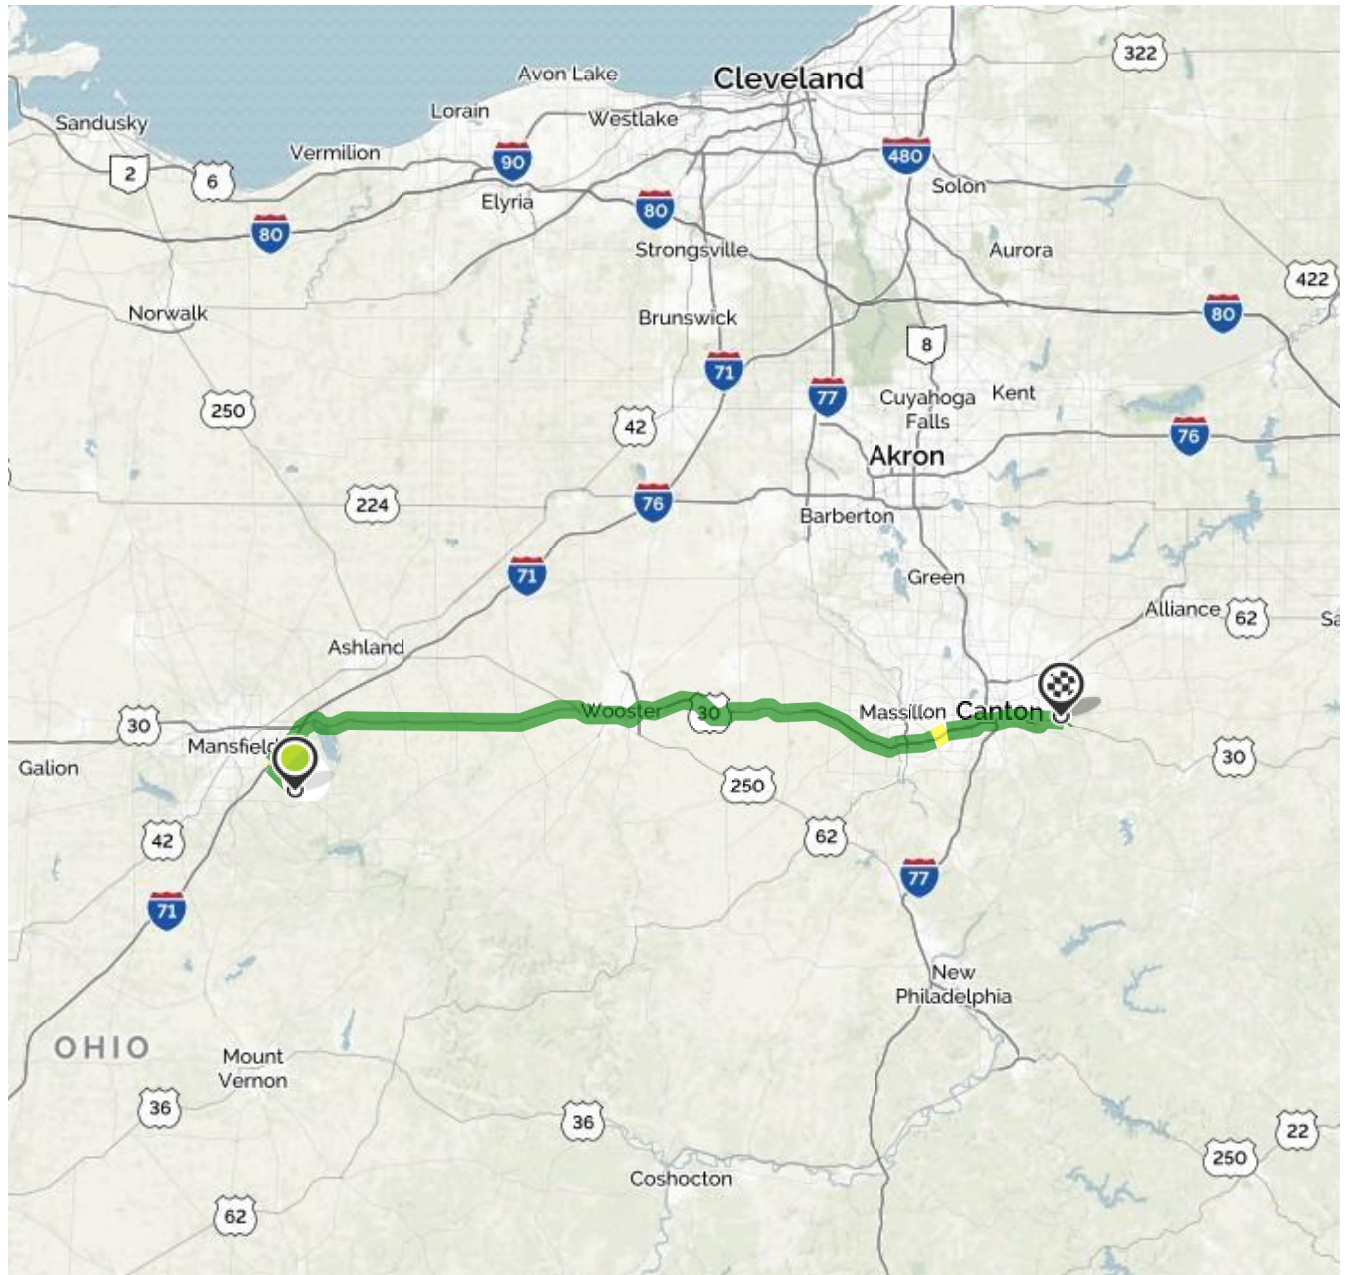 322
Cleveland
Avon Lake
Lorain
Westlake
Sandusky
Vermilion
90
480
2
6
Solon
Elyria
80
80
Strongsville
Aurora
422
Norwalk
Brunswick
80
8
71
77
Cuyahoga
Falls
Kent
250
42
76
Akron
224
76
Barberton
71
Green
Alliance
62
Sa
Ashland
30
Wooster
30
Massillon
Canton
Mansfield
Galion
30
250
42
62
77
71
New
Philadelphia
OHIO
Mount
Vernon
36
36
22
250
Coshocton
62